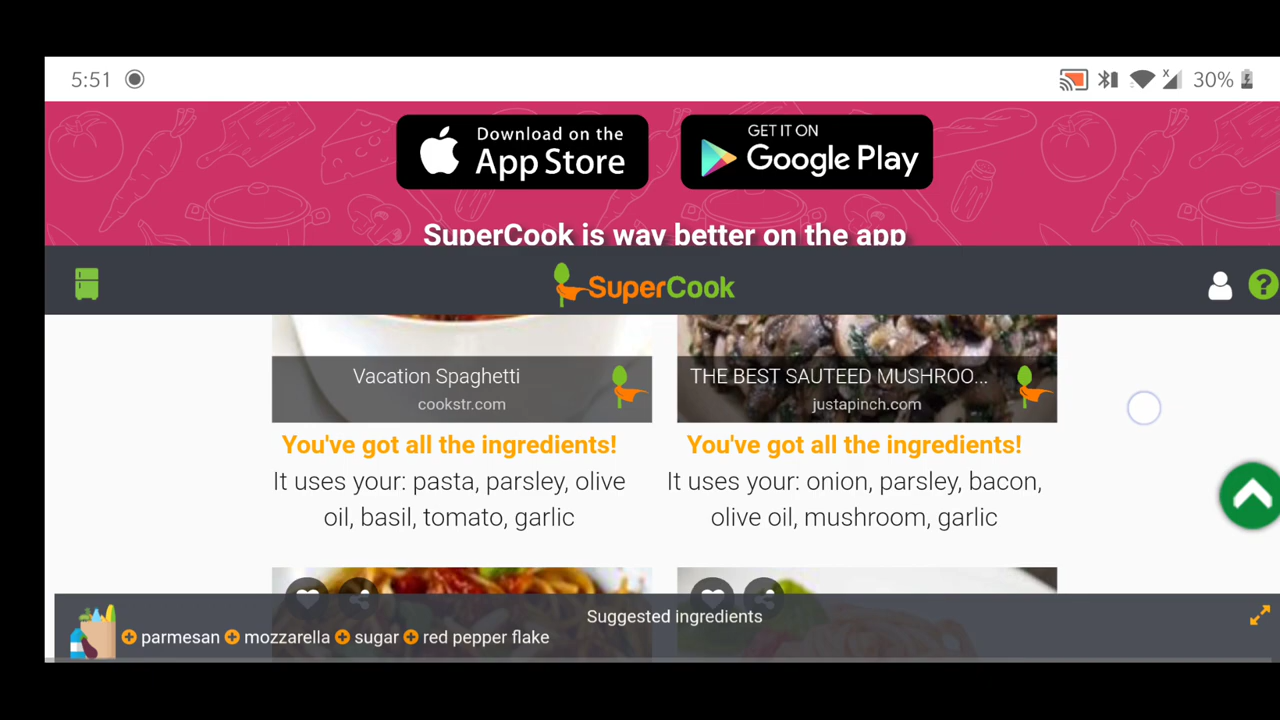 5:51
30%
Download on the
App Store
GET IT ON
Google Play
SuperCook is way better on the app
SuperCook
?
Vacation Spaghetti
cookstr.com
THE BEST SAUTEED MUSHROO...
justapinch.com
You've got all the ingredients!
It uses your: pasta, parsley, olive
oil, basil, tomato, garlic
You've got all the ingredients!
It uses your: onion, parsley, bacon,
olive oil, mushroom, garlic
Suggested ingredients
parmesan mozzarella sugar red pepper flake